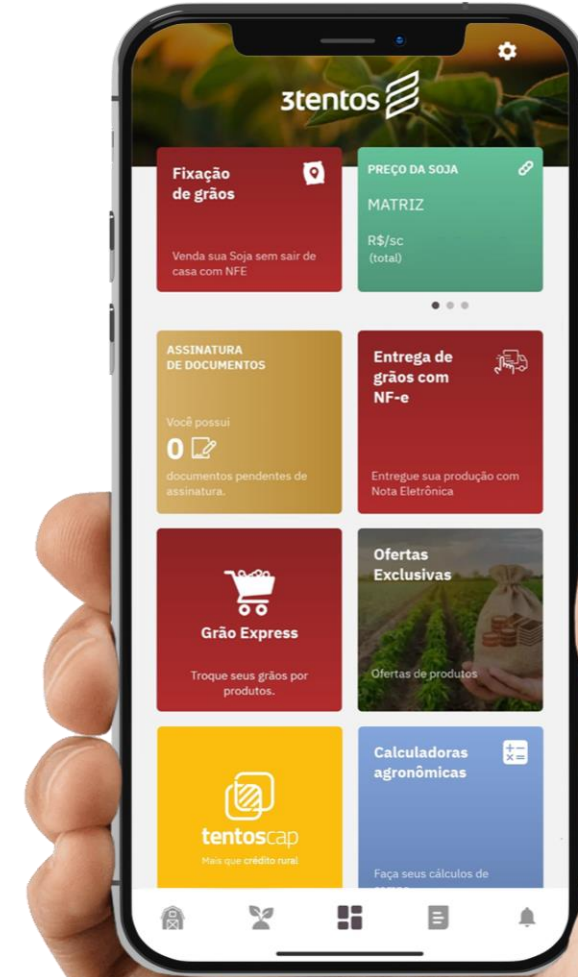 3tentos
Fixação
de grãos
Venda sua Soja sem sair de
casa com NFE
PREÇO DA SOJA
MATRIZ
R$/sc
(total)
ASSINATURA
DE DOCUMENTOS
Você possui
0
documentos pendentes de
assinatura.
Entrega de
grãos com
NF-e
Entregue sua produção com
Nota Eletrônica
Grão Express
Troque seus grãos por
produtos.
Ofertas
Exclusivas
Ofertas de produtos
tentoscap
Mais que crédito rural
Calculadoras
agronômicas
Faça seus cálculos de